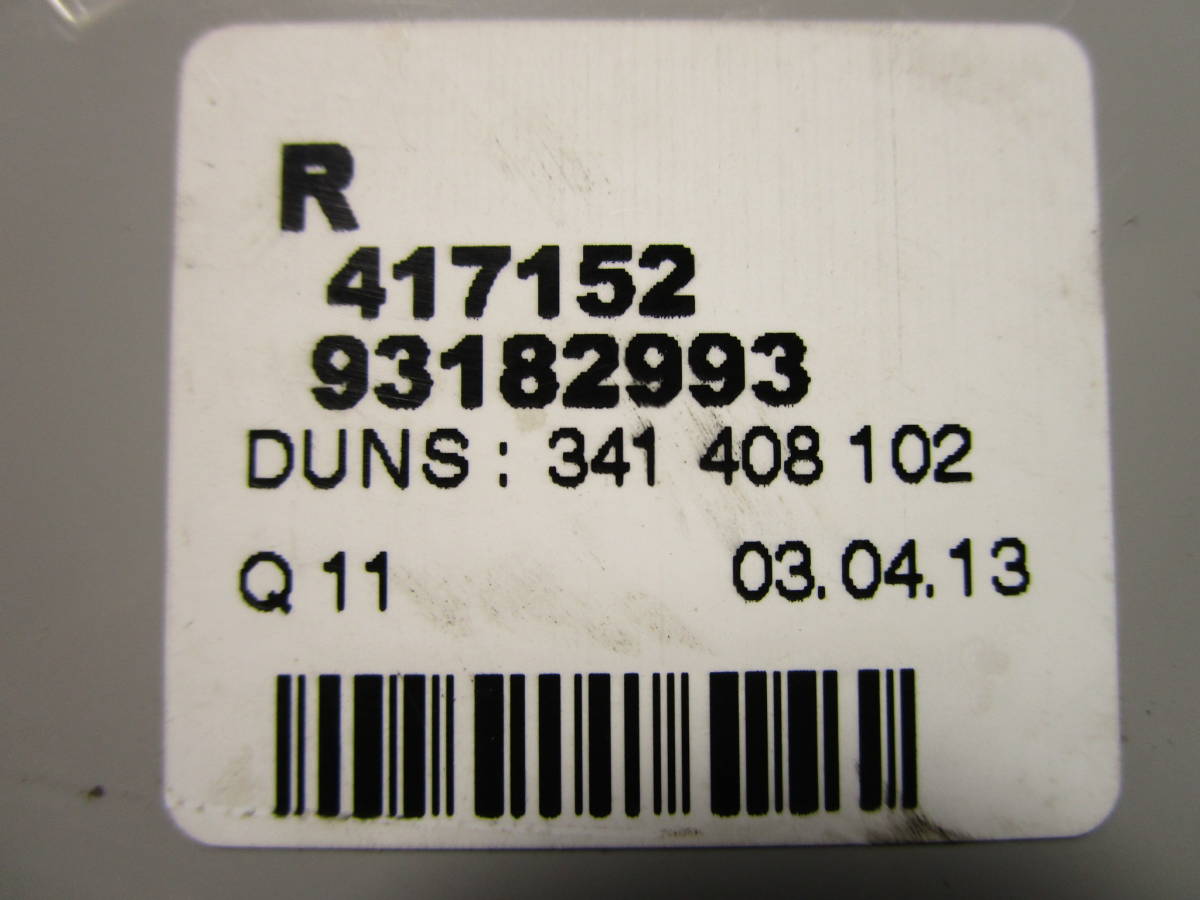 R
417152
93182993
DUNS: 341 408 102
Q 11 03.04.13